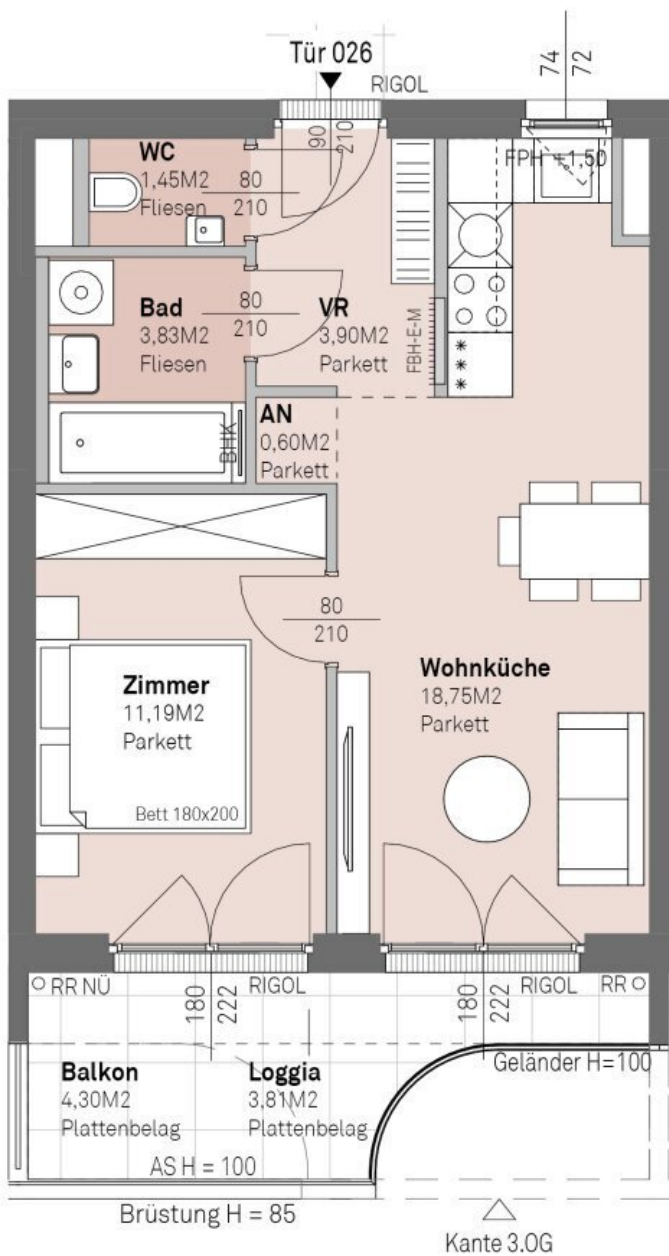 Tür 026
RIGOL
74
72
90
210
WC
1,45M2
Fliesen
80
210
FPH +1,50
Bad
3,83M2
Fliesen
80
210
VR
3,90M2
Parkett
FBH-E-M
AN
0,60M2
Parkett
BHK
80
210
Zimmer
11,19M2
Parkett
Bett 180x200
Wohnküche
18,75M2
Parkett
RR NÜ
180
222
RIGOL
180
222
RIGOL
RR
Geländer H=100
Balkon
4,30M2
Plattenbelag
Loggia
3,81M2
Plattenbelag
AS H = 100
Brüstung H = 85
Kante 3.OG